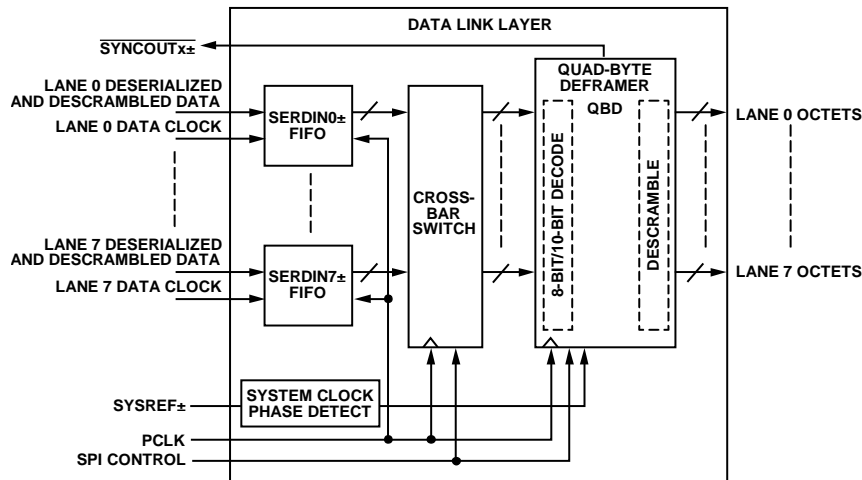 DATA LINK LAYER
SYNCOUTx±
QUAD-BYTE
DEFRAMER
QBD
LANE 0 DESERIALIZED
AND DESCRAMBLED DATA
LANE 0 DATA CLOCK
SERDIN0±
FIFO
LANE 0 OCTETS
CROSS-
BAR
SWITCH
8-BIT/10-BIT DECODE
DESCRAMBLE
LANE 7 DESERIALIZED
AND DESCRAMBLED DATA
LANE 7 DATA CLOCK
SERDIN7±
FIFO
LANE 7 OCTETS
SYSREF±
SYSTEM CLOCK
PHASE DETECT
PCLK
SPI CONTROL